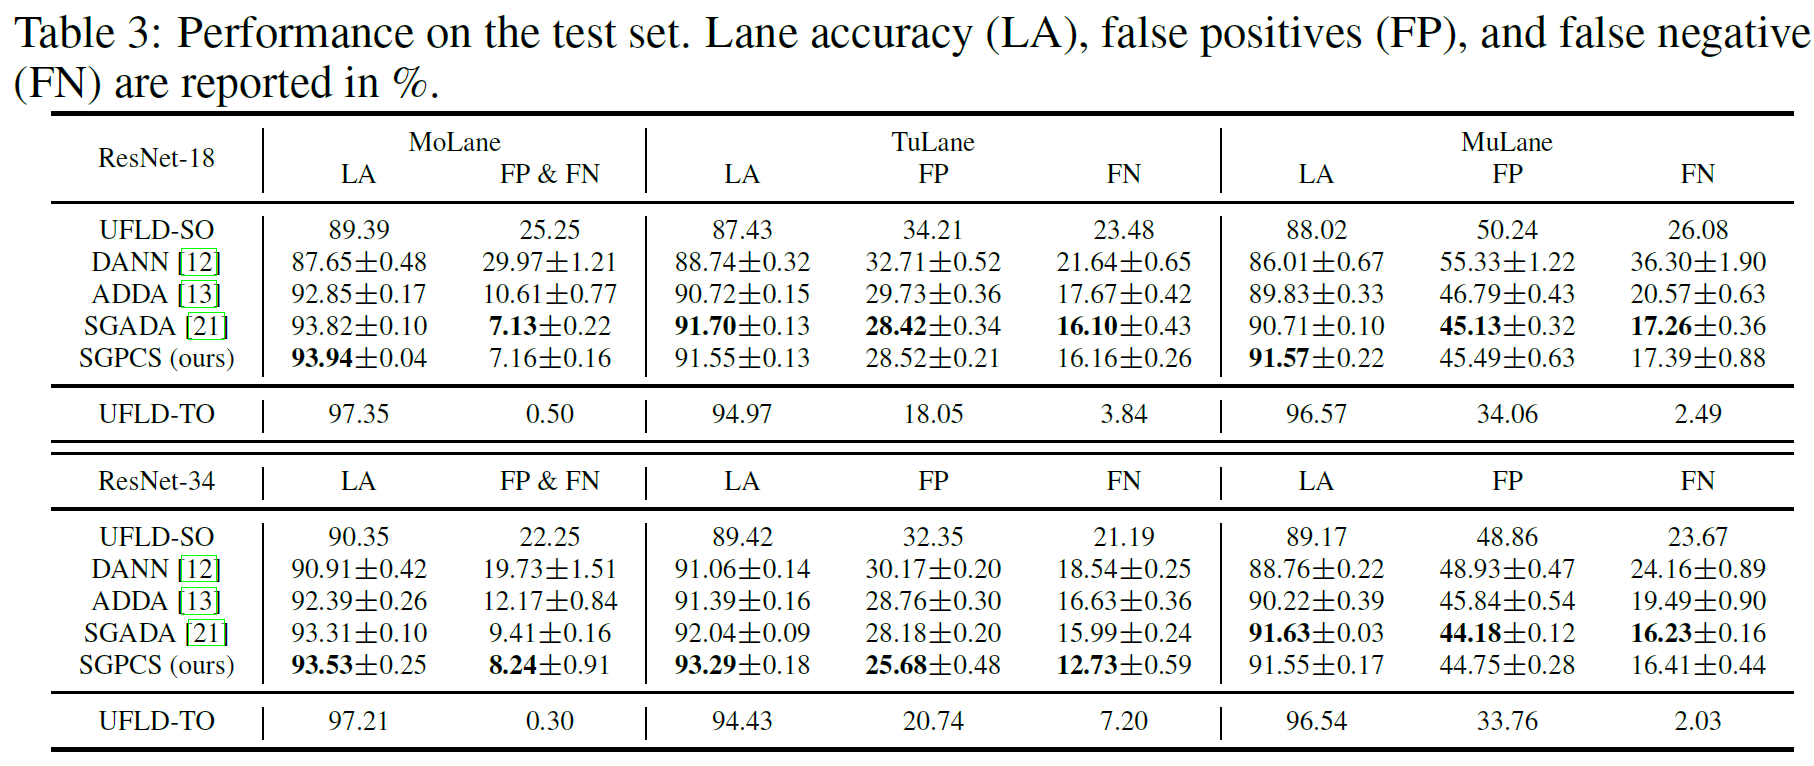 Table 3: Performance on the test set. Lane accuracy (LA), false positives (FP), and false negative
(FN) are reported in %.
ResNet-18 MoLane TuLane MuLane
LA FP & FN LA FP FN LA FP FN
UFLD-SO 89.39 25.25 87.43 34.21 23.48 88.02 50.24 26.08
DANN [12] 87.65±0.48 29.97±1.21 88.74±0.32 32.71±0.52 21.64±0.65 86.01±0.67 55.33±1.22 36.30±1.90
ADDA [13] 92.85±0.17 10.61±0.77 90.72±0.15 29.73±0.36 17.67±0.42 89.83±0.33 46.79±0.43 20.57±0.63
SGADA [21] 93.82±0.10 7.13±0.22 91.70±0.13 28.42±0.34 16.10±0.43 90.71±0.10 45.13±0.32 17.26±0.36
SGPCS (ours) 93.94±0.04 7.16±0.16 91.55±0.13 28.52±0.21 16.16±0.26 91.57±0.22 45.49±0.63 17.39±0.88
UFLD-TO 97.35 0.50 94.97 18.05 3.84 96.57 34.06 2.49
ResNet-34 LA FP & FN LA FP FN LA FP FN
UFLD-SO 90.35 22.25 89.42 32.35 21.19 89.17 48.86 23.67
DANN [12] 90.91±0.42 19.73±1.51 91.06±0.14 30.17±0.20 18.54±0.25 88.76±0.22 48.93±0.47 24.16±0.89
ADDA [13] 92.39±0.26 12.17±0.84 91.39±0.16 28.76±0.30 16.63±0.36 90.22±0.39 45.84±0.54 19.49±0.90
SGADA [21] 93.31±0.10 9.41±0.16 92.04±0.09 28.18±0.20 15.99±0.24 91.63±0.03 44.18±0.12 16.23±0.16
SGPCS (ours) 93.53±0.25 8.24±0.91 93.29±0.18 25.68±0.48 12.73±0.59 91.55±0.17 44.75±0.28 16.41±0.44
UFLD-TO 97.21 0.30 94.43 20.74 7.20 96.54 33.76 2.03